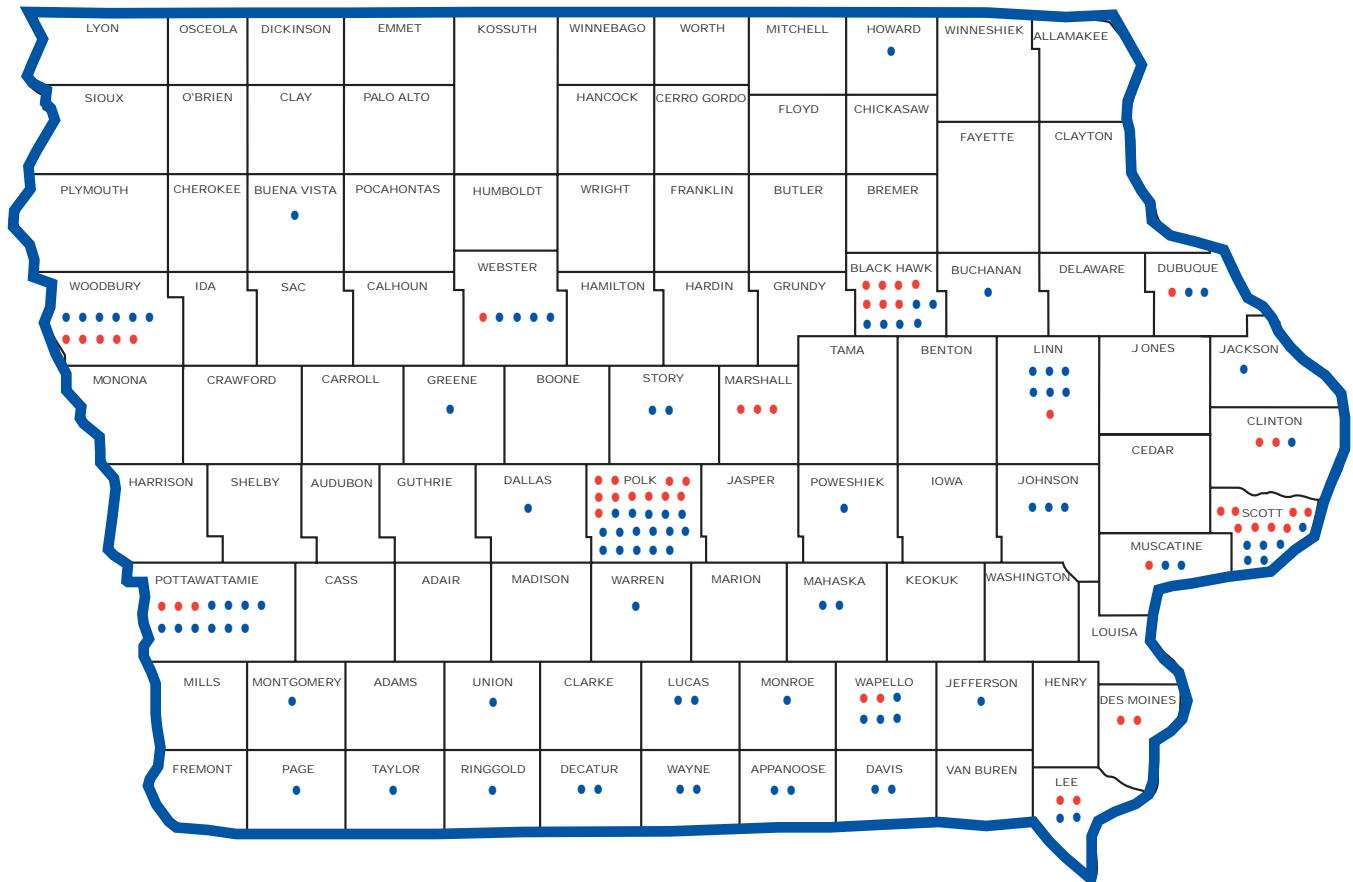 LYON
OSCEOLA
DICKINSON
EMMET
KOSSUTH
WINNEBAGO
WORTH
MITCHELL
HOWARD
WINNESHIEK
ALLAMAKEE
SIOUX
O'BRIEN
CLAY
PALO ALTO
HANCOCK
CERRO GORDO
FLOYD
CHICKASAW
FAYETTE
CLAYTON
PLYMOUTH
CHEROKEE
BUENA VISTA
POCAHONTAS
HUMBOLDT
WRIGHT
FRANKLIN
BUTLER
BREMER
WOODBURY
IDA
SAC
CALHOUN
WEBSTER
HAMILTON
HARDIN
GRUNDY
BLACK HAWK
BUCHANAN
DELAWARE
DUBUQUE
MONONA
CRAWFORD
CARROLL
GREENE
BOONE
STORY
MARSHALL
TAMA
BENTON
LINN
JONES
JACKSON
CLINTON
CEDAR
HARRISON
SHELBY
AUDUBON
GUTHRIE
DALLAS
POLK
JASPER
POWESHIEK
IOWA
JOHNSON
SCOTT
MUSCATINE
POTTAWATTAMIE
CASS
ADAIR
MADISON
WARREN
MARION
MAHASKA
KEOKUK
WASHINGTON
LOUISA
MILLS
MONTGOMERY
ADAMS
UNION
CLARKE
LUCAS
MONROE
WAPELLO
JEFFERSON
HENRY
DES MOINES
FREMONT
PAGE
TAYLOR
RINGGOLD
DECATUR
WAYNE
APPANOOSE
DAVIS
VAN BUREN
LEE